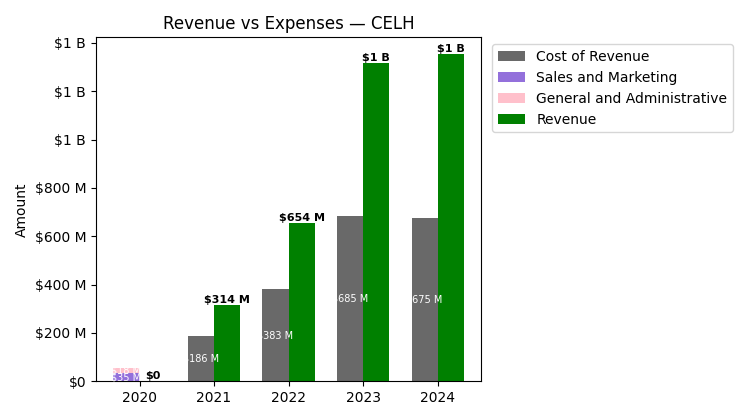 Revenue vs Expenses — CELH
$1 B
$1 B
$1 B
$800 M
$600 M
$400 M
$200 M
$0
Amount
$0
$314 M
$654 M
$1 B
$1 B
$35 M
186 M
383 M
685 M
675 M
2020
2021
2022
2023
2024
Cost of Revenue
Sales and Marketing
General and Administrative
Revenue